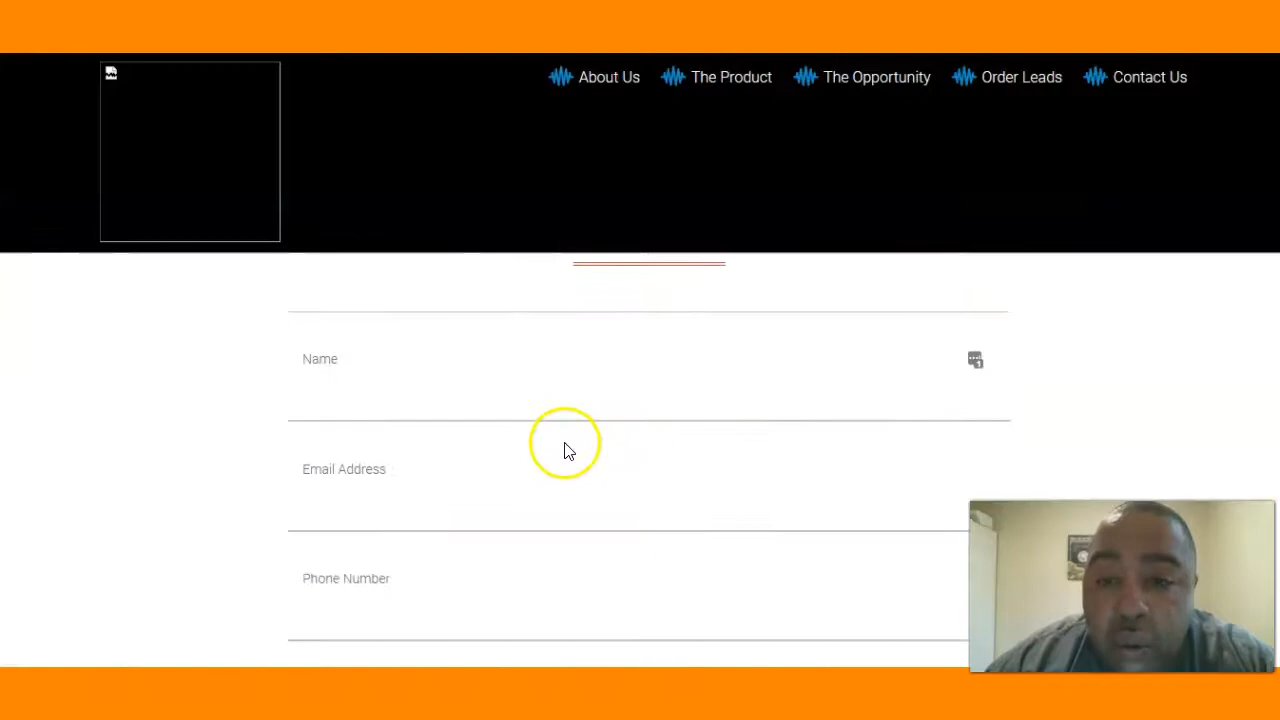 About Us
The Product
The Opportunity
Order Leads
Contact Us
Name
Email Address
Phone Number